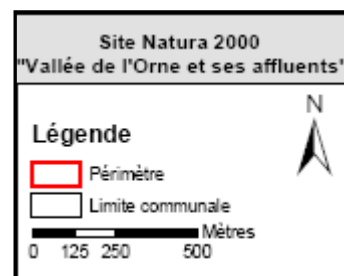 Site Natura 2000
"Vallée de l'Orne et ses affluents"
N
Légende
Périmètre
Limite communale
Mètres
0 125 250 500